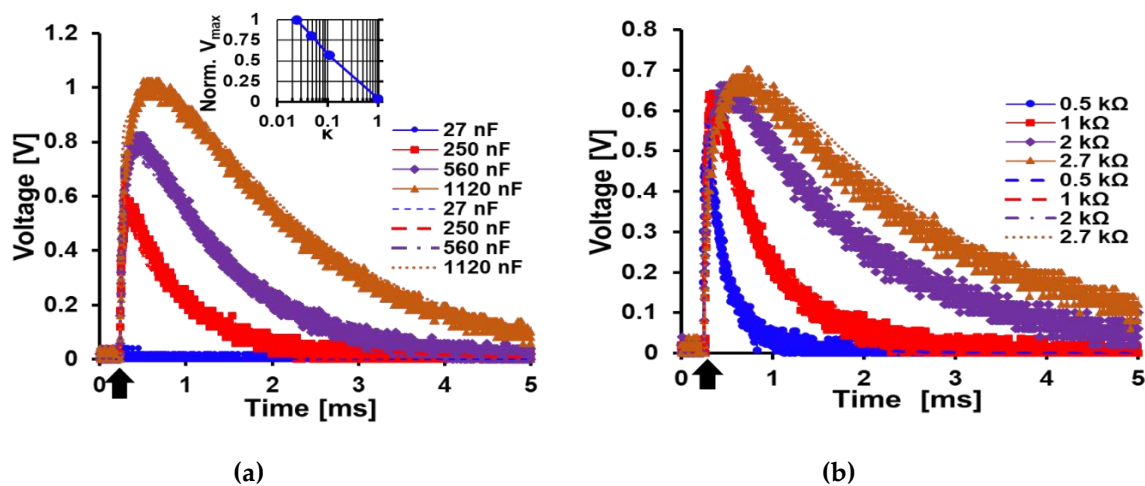 Norm. Vmax
1
0.75
0.5
0.25
0
0.01
0.1
1
κ
Voltage [V]
1.2
1
0.8
0.6
0.4
0.2
0
0
1
2
3
4
5
Time [ms]
27 nF
250 nF
560 nF
1120 nF
27 nF
250 nF
560 nF
1120 nF
(a)
Voltage [V]
0.8
0.7
0.6
0.5
0.4
0.3
0.2
0.1
0
0
1
2
3
4
5
Time [ms]
0.5 kΩ
1 kΩ
2 kΩ
2.7 kΩ
0.5 kΩ
1 kΩ
2 kΩ
2.7 kΩ
(b)